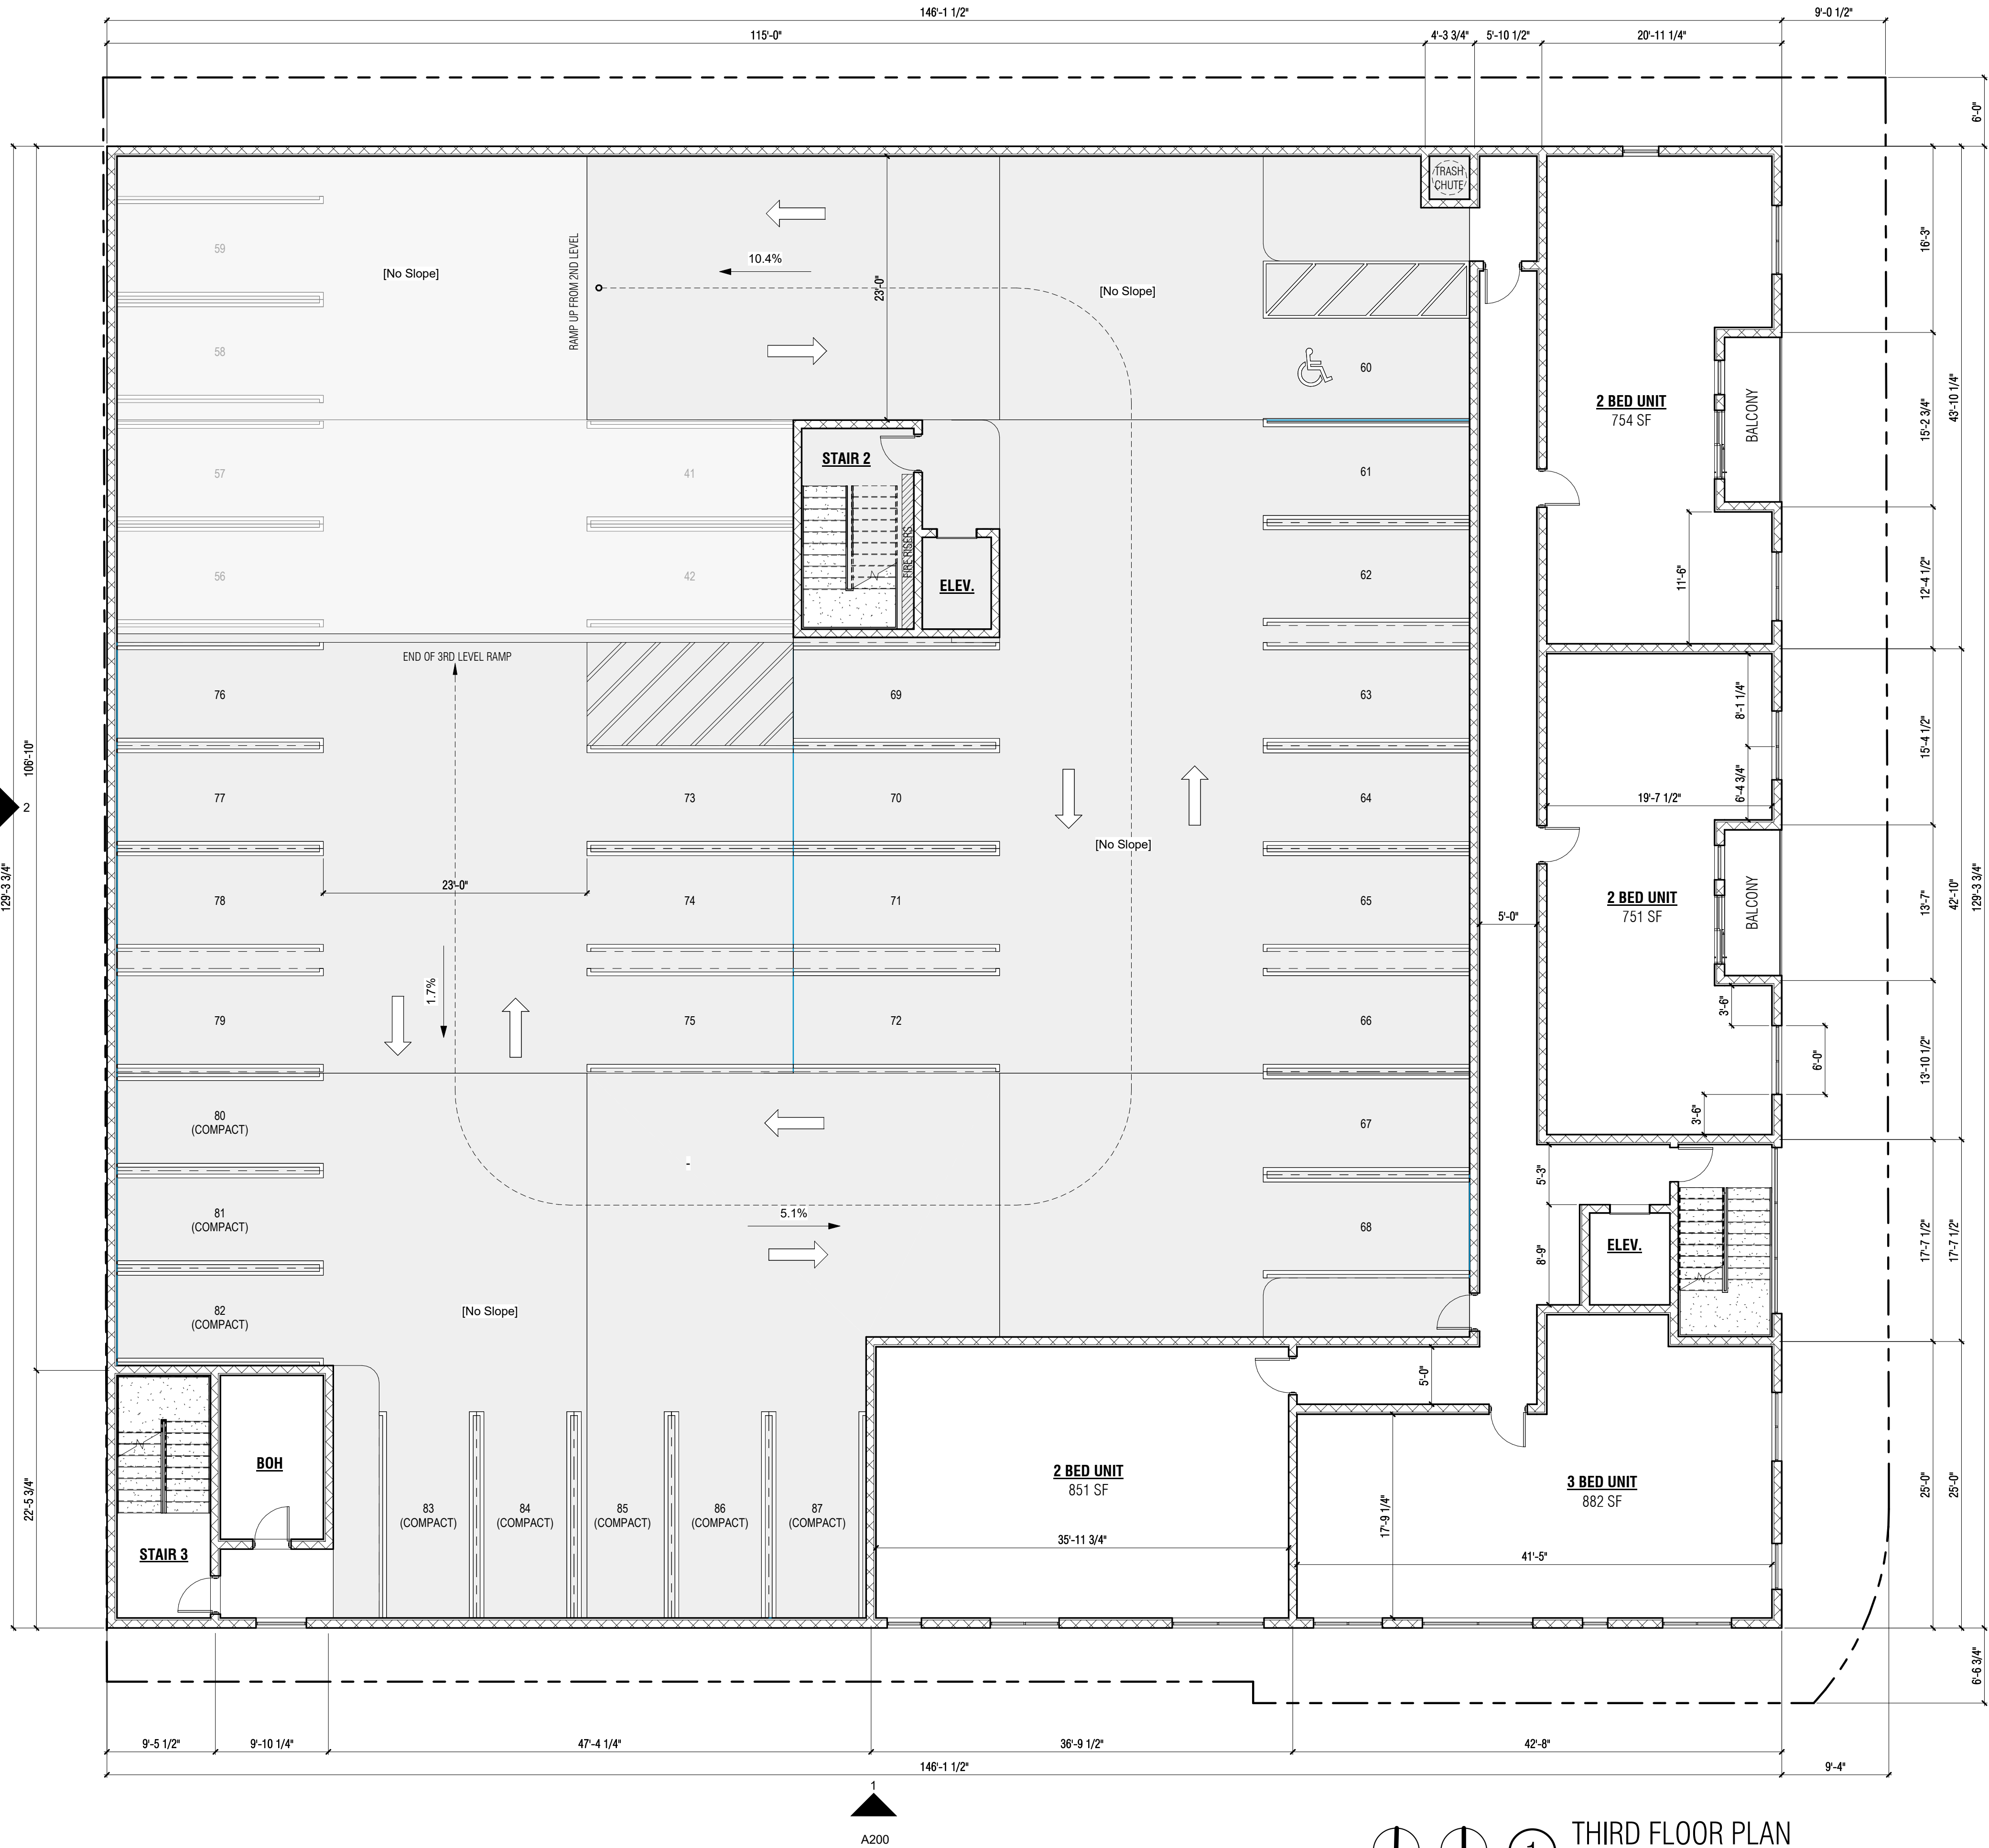 146'-1 1/2"
9'-0 1/2"
115'-0"
4'-3 3/4"
5'-10 1/2"
20'-11 1/4"
6'-0"
TRASH
CHUTE
59
[No Slope]
RAMP UP FROM 2ND LEVEL
10.4%
23'-0"
[No Slope]
16'-3"
58
60
2 BED UNIT
754 SF
BALCONY
15'-2 3/4"
43'-10 1/4"
57
41
STAIR 2
61
56
42
FIRE RISERS
ELEV.
62
11'-6"
12'-4 1/2"
END OF 3RD LEVEL RAMP
76
69
63
8'-1 1/4"
15'-4 1/2"
106'-10"
2
77
73
70
64
19'-7 1/2"
6'-4 3/4"
[No Slope]
129'-3 3/4"
23'-0"
78
74
71
65
5'-0"
2 BED UNIT
751 SF
BALCONY
13'-7"
42'-10"
129'-3 3/4"
1.7%
79
75
72
66
3'-6"
6'-0"
13'-10 1/2"
80
(COMPACT)
67
3'-6"
-
5'-3"
81
(COMPACT)
5.1%
68
8'-9"
ELEV.
17'-7 1/2"
17'-7 1/2"
82
(COMPACT)
[No Slope]
5'-0"
22'-5 3/4"
BOH
2 BED UNIT
851 SF
3 BED UNIT
882 SF
25'-0"
25'-0"
83
(COMPACT)
84
(COMPACT)
85
(COMPACT)
86
(COMPACT)
87
(COMPACT)
17'-9 1/4"
STAIR 3
35'-11 3/4"
41'-5"
6'-6 3/4"
9'-5 1/2"
9'-10 1/4"
47'-4 1/4"
36'-9 1/2"
42'-8"
146'-1 1/2"
9'-4"
1
A200
1
THIRD FLOOR PLAN